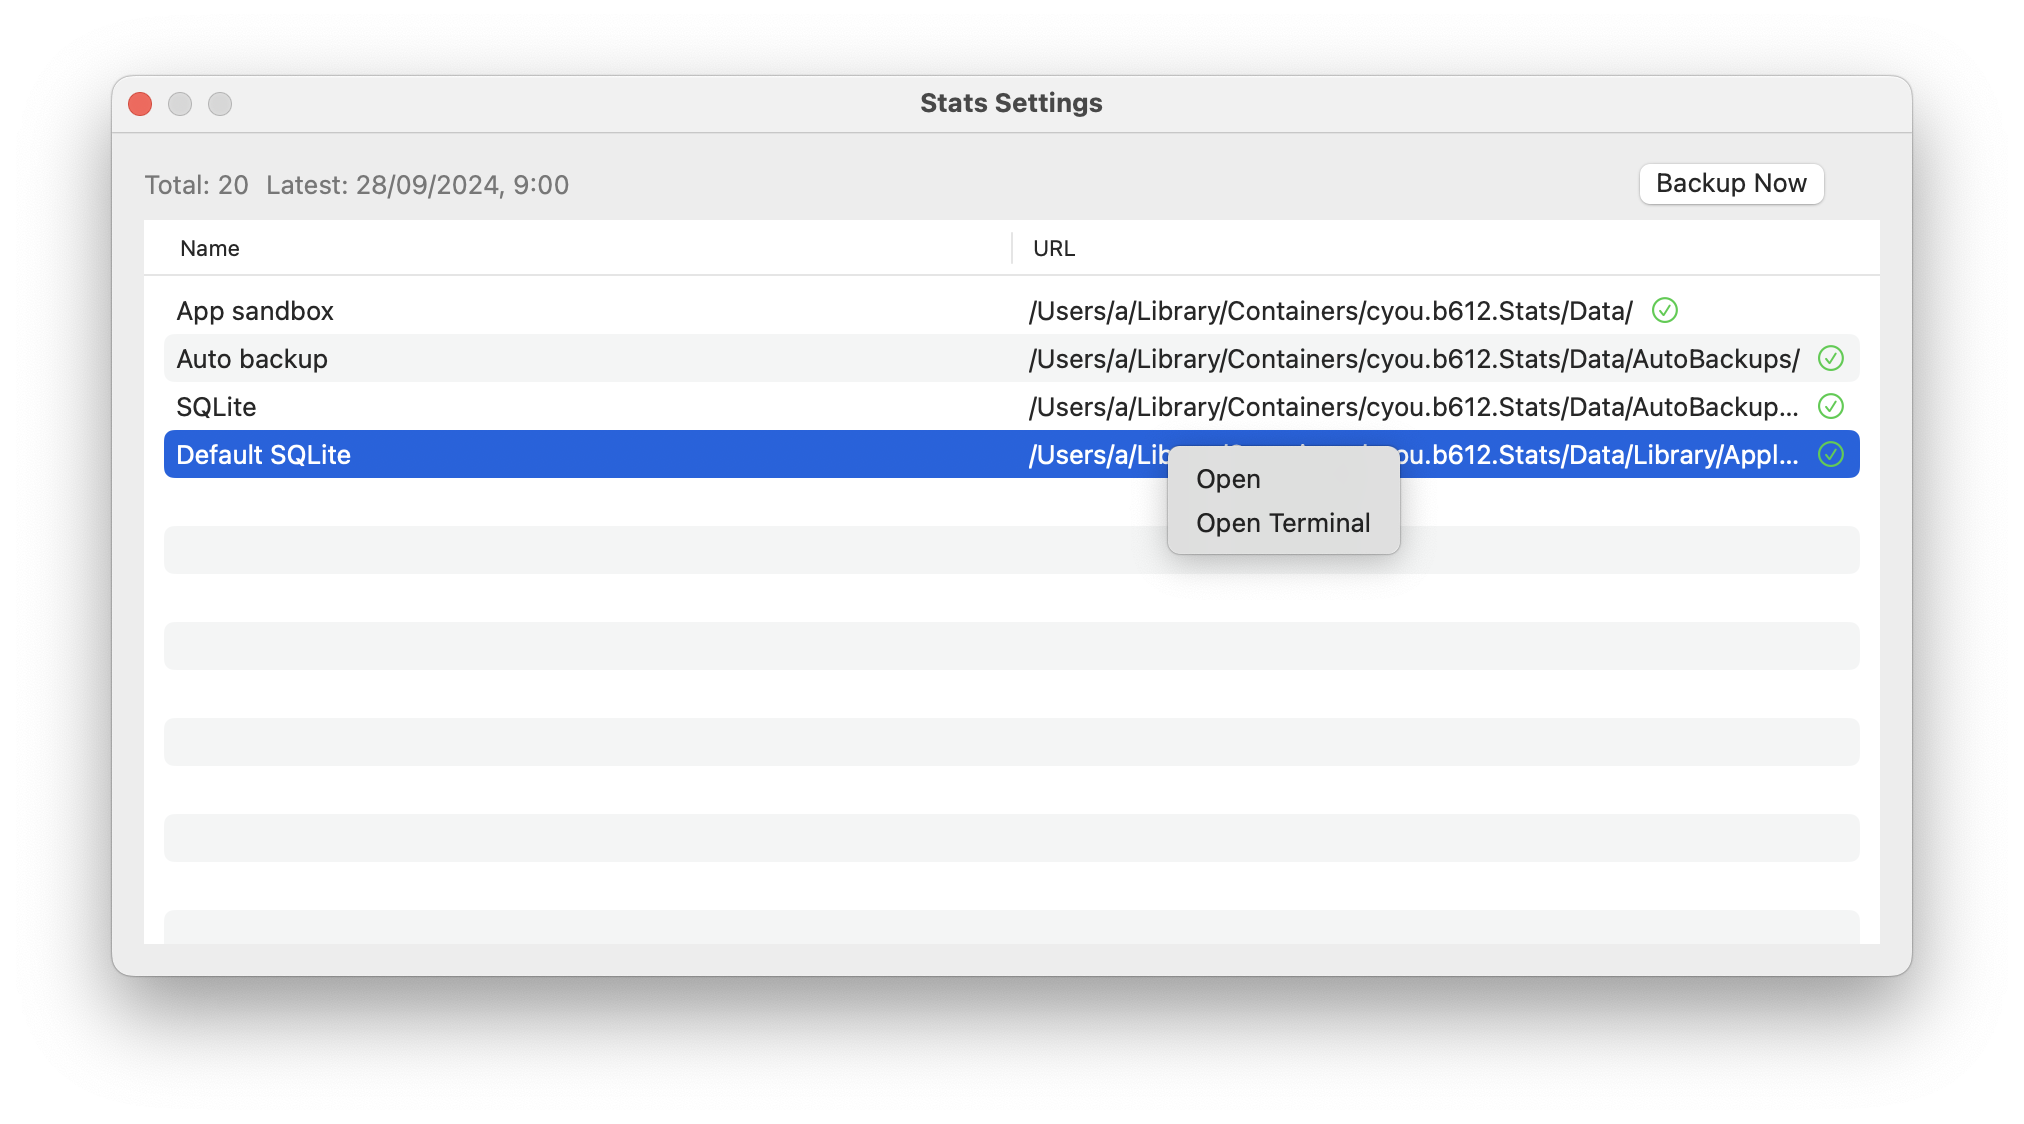 Stats Settings
Total: 20 Latest: 28/09/2024, 9:00
Backup Now
Name URL
App sandbox /Users/a/Library/Containers/cyou.b612.Stats/Data/
Auto backup /Users/a/Library/Containers/cyou.b612.Stats/Data/AutoBackups/
SQLite /Users/a/Library/Containers/cyou.b612.Stats/Data/AutoBackup...
Default SQLite /Users/a/Lib ou.b612.Stats/Data/Library/Appl...
Open
Open Terminal